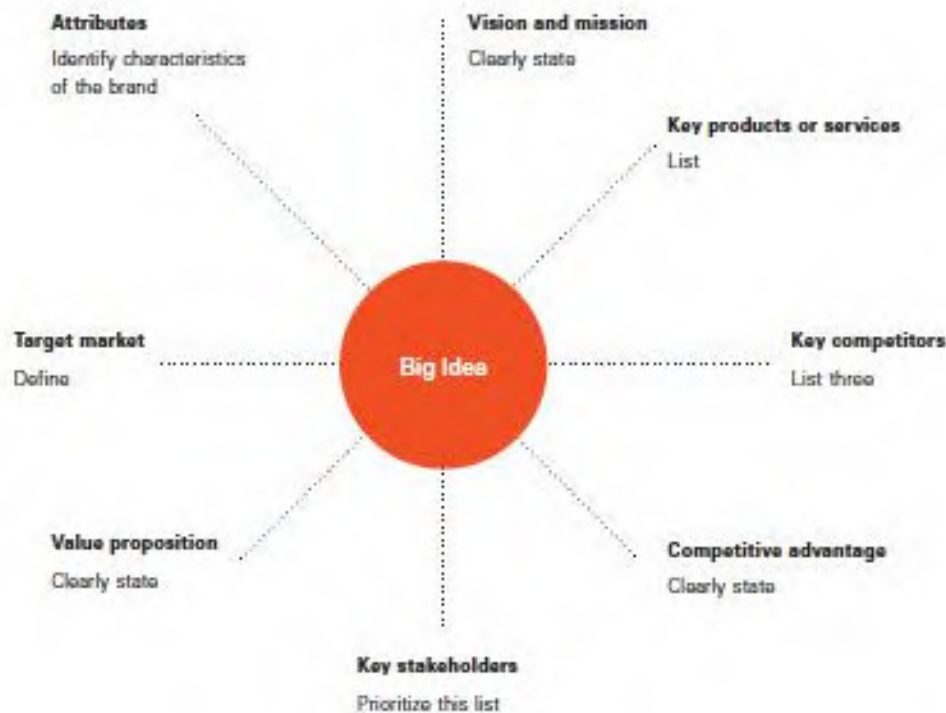 Attributes
Identify characteristics
of the brand
Vision and mission
Clearly state
Key products or services
List
Target market
Define
Big Idea
Key competitors
List three
Value proposition
Clearly state
Competitive advantage
Clearly state
Key stakeholders
Prioritize this list